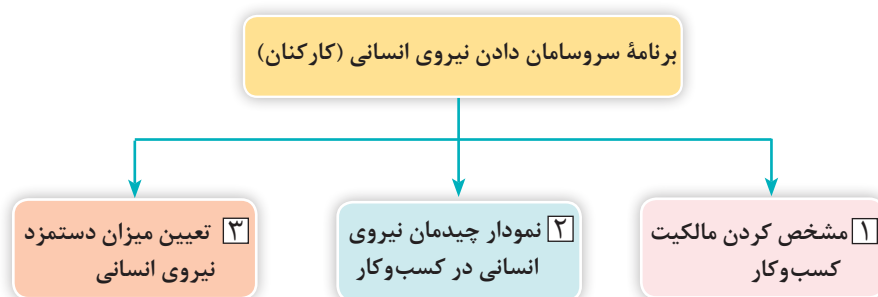 برنامهٔ سروسامان دادن نیروی انسانی (کارکنان)
۱ مشخص کردن مالکیت
کسب‌وکار
۲ نمودار چیدمان نیروی
انسانی در کسب‌وکار
۳ تعیین میزان دستمزد
نیروی انسانی